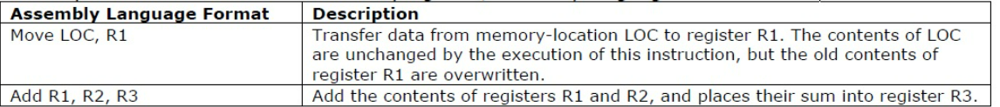 Assembly Language Format Description
Move LOC, R1 Transfer data from memory-location LOC to register R1. The contents of LOC
are unchanged by the execution of this instruction, but the old contents of
register R1 are overwritten.
Add R1, R2, R3 Add the contents of registers R1 and R2, and places their sum into register R3.